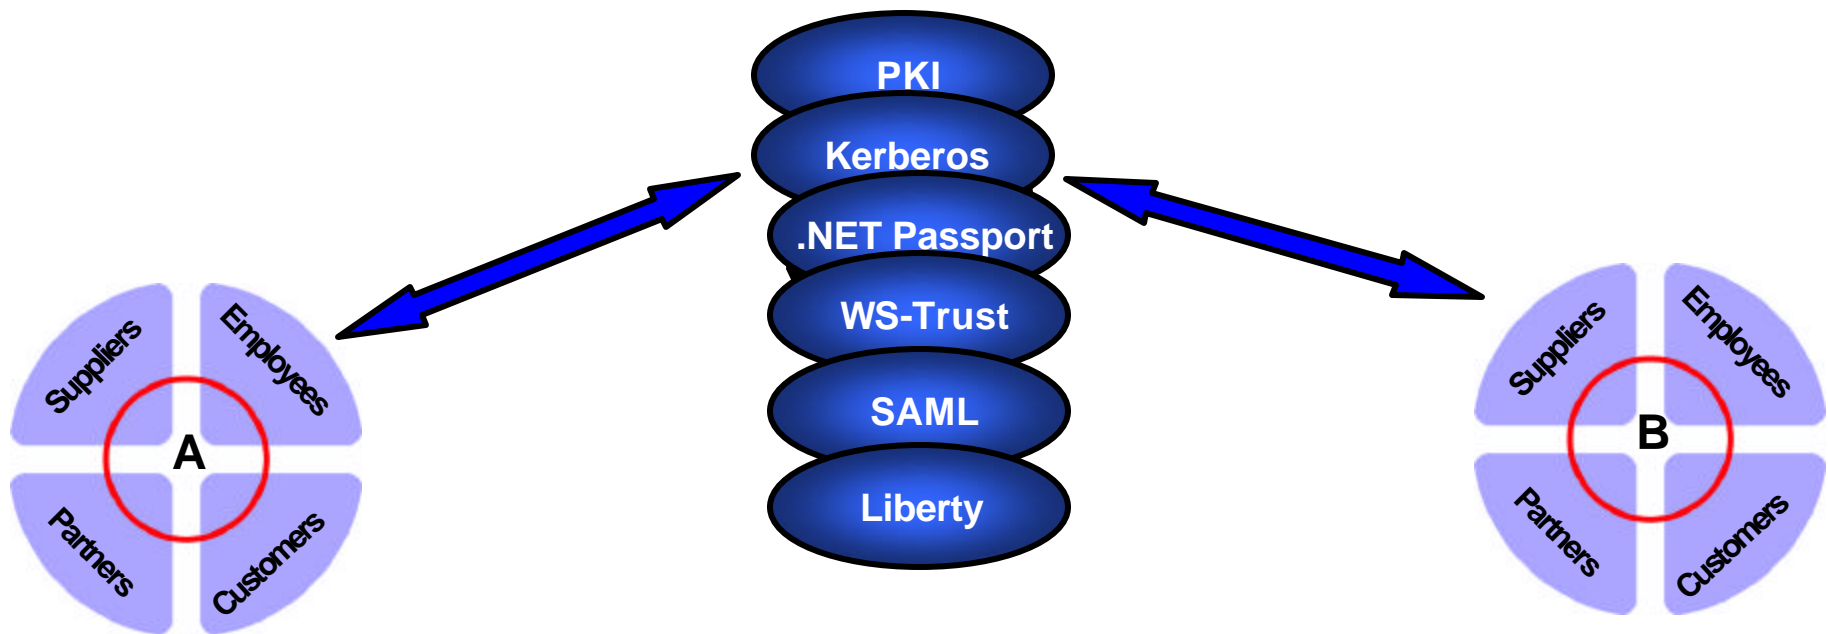 PKI
Kerberos
.NET Passport
WS-Trust
SAML
Liberty
Suppliers
Employees
A
Partners
Customers
Suppliers
Employees
B
Partners
Customers